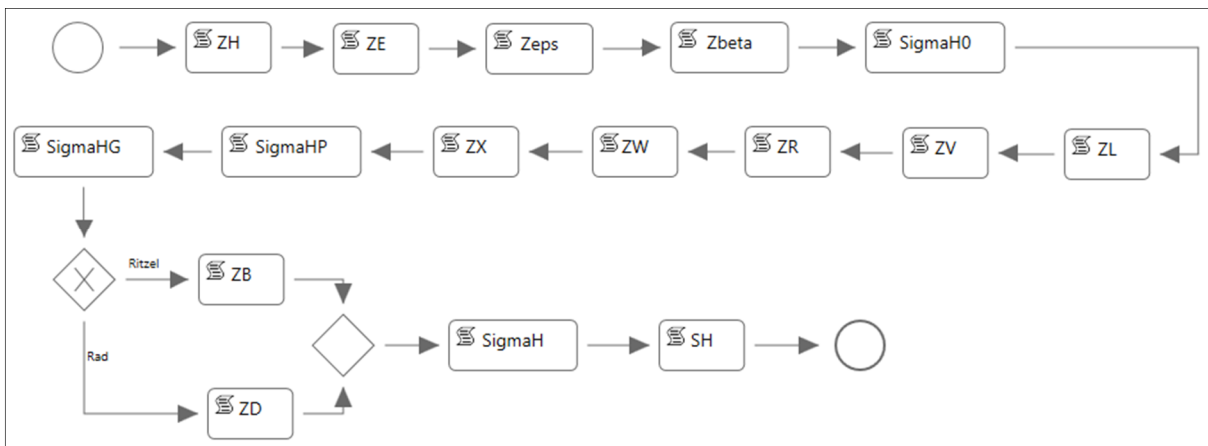 ZH
ZE
Zeps
Zbeta
SigmaH0
SigmaHG
SigmaHP
ZX
ZW
ZR
ZV
ZL
Ritzel
ZB
Rad
ZD
SigmaH
SH